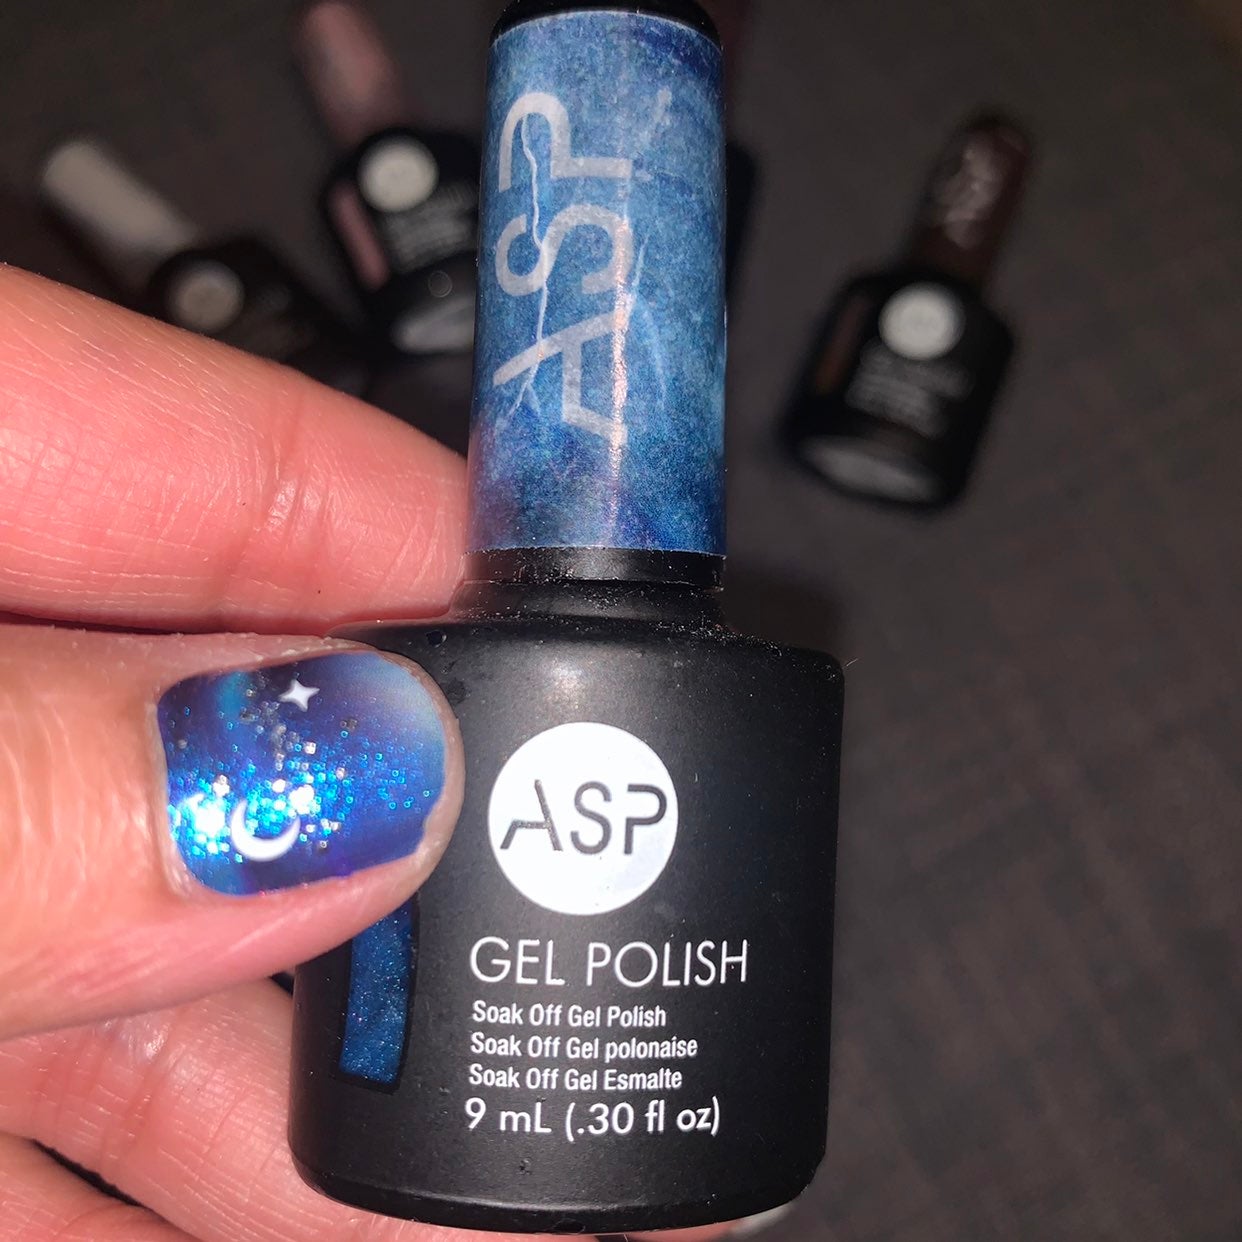 ASP
ASP
GEL POLISH
Soak Off Gel Polish
Soak Off Gel polonaise
Soak Off Gel Esmalte
9 mL (.30 fl oz)